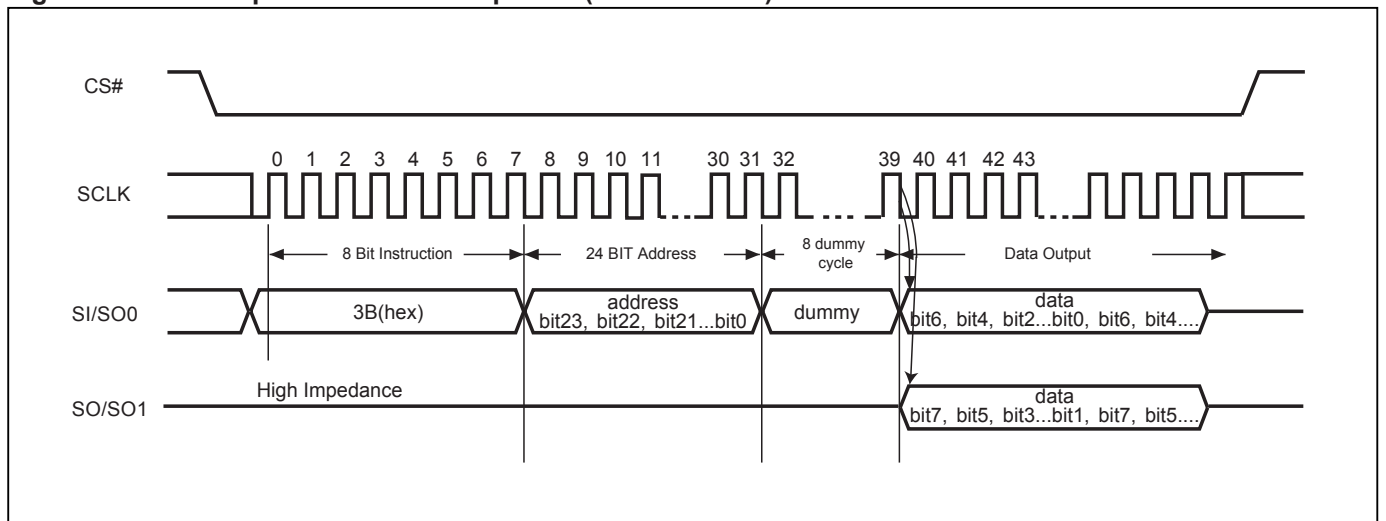 CS#
0 1 2 3 4 5 6 7 8 9 10 11 30 31 32 39 40 41 42 43
SCLK
8 Bit Instruction
24 BIT Address
8 dummy
cycle
Data Output
SI/SO0
3B(hex)
address
bit23, bit22, bit21...bit0
dummy
data
bit6, bit4, bit2...bit0, bit6, bit4....
High Impedance
SO/SO1
data
bit7, bit5, bit3...bit1, bit7, bit5....